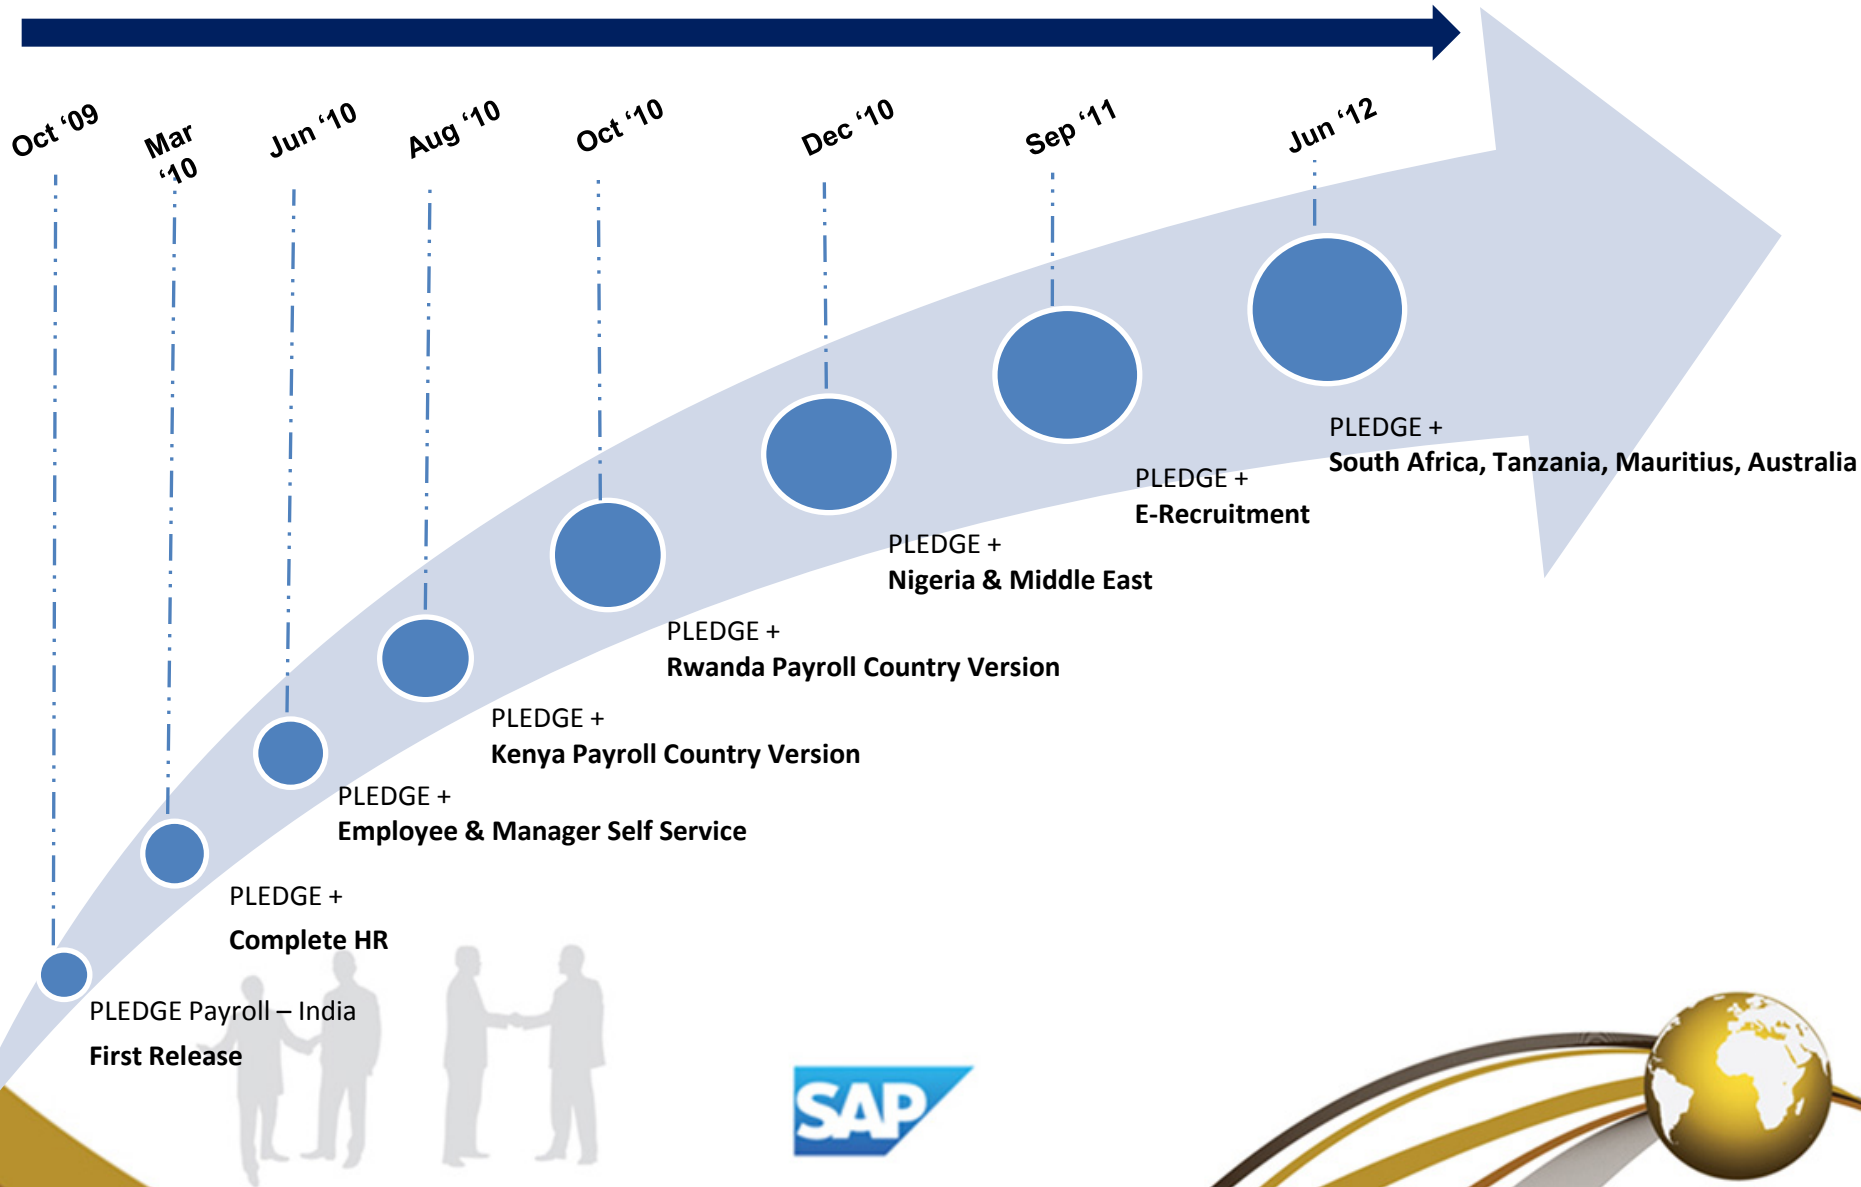 Oct ‘09
Mar
‘10
Jun ‘10
Aug ‘10
Oct ‘10
Dec ‘10
Sep ‘11
Jun ‘12
PLEDGE +
South Africa, Tanzania, Mauritius, Australia
PLEDGE +
E-Recruitment
PLEDGE +
Nigeria & Middle East
PLEDGE +
Rwanda Payroll Country Version
PLEDGE +
Kenya Payroll Country Version
PLEDGE +
Employee & Manager Self Service
PLEDGE +
Complete HR
PLEDGE Payroll – India
First Release
SAP